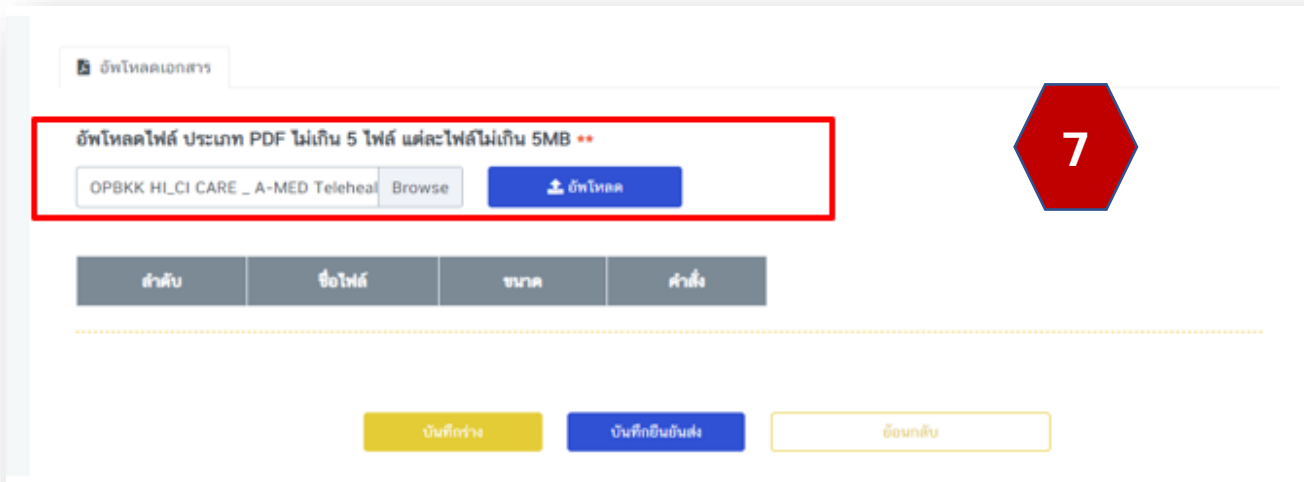 อัพโหลดเอกสาร
อัพโหลดไฟล์ ประเภท PDF ไม่เกิน 5 ไฟล์ แต่ละไฟล์ไม่เกิน 5MB **
7
OPBKK HI_CI CARE _ A-MED Teleheal Browse อัพโหลด
ลำดับ ชื่อไฟล์ ขนาด คำสั่ง
บันทึกร่าง บันทึกยืนยันส่ง ย้อนกลับ